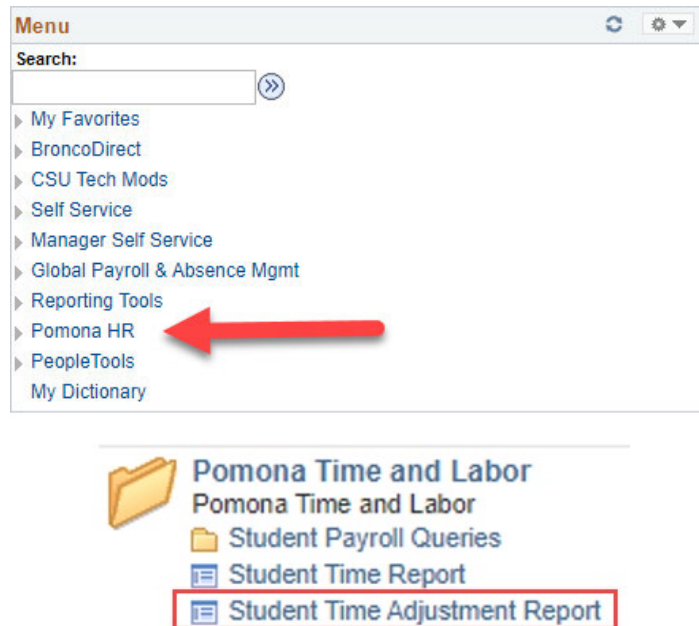 Menu
Search:
My Favorites
BroncoDirect
CSU Tech Mods
Self Service
Manager Self Service
Global Payroll & Absence Mgmt
Reporting Tools
Pomona HR
PeopleTools
My Dictionary
Pomona Time and Labor
Pomona Time and Labor
Student Payroll Queries
Student Time Report
Student Time Adjustment Report